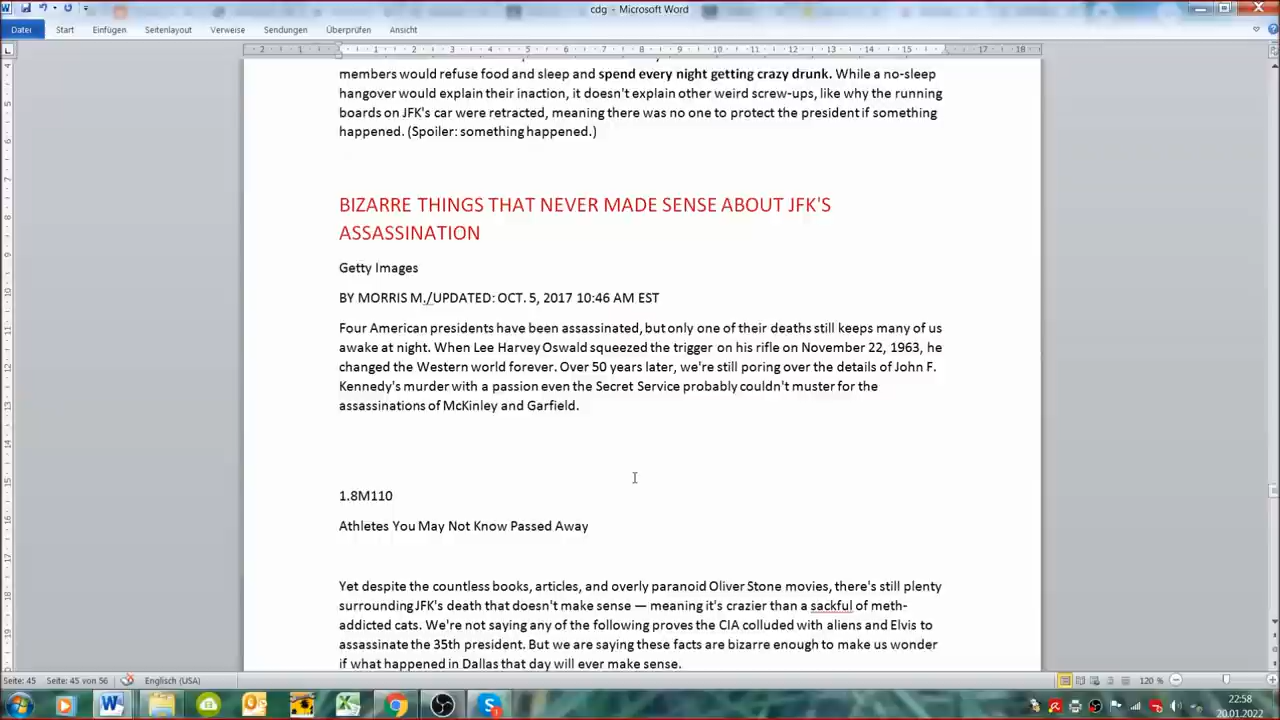 cdg - Microsoft Word
Datei Start Einfügen Seitenlayout Verweise Sendungen Überprüfen Ansicht
members would refuse food and sleep and spend every night getting crazy drunk. While a no-sleep
hangover would explain their inaction, it doesn't explain other weird screw-ups, like why the running
boards on JFK's car were retracted, meaning there was no one to protect the president if something
happened. (Spoiler: something happened.)
BIZARRE THINGS THAT NEVER MADE SENSE ABOUT JFK'S
ASSASSINATION
Getty Images
BY MORRIS M./UPDATED: OCT. 5, 2017 10:46 AM EST
Four American presidents have been assassinated, but only one of their deaths still keeps many of us
awake at night. When Lee Harvey Oswald squeezed the trigger on his rifle on November 22, 1963, he
changed the Western world forever. Over 50 years later, we're still poring over the details of John F.
Kennedy's murder with a passion even the Secret Service probably couldn't muster for the
assassinations of McKinley and Garfield.
1.8M110
Athletes You May Not Know Passed Away
Yet despite the countless books, articles, and overly paranoid Oliver Stone movies, there's still plenty
surrounding JFK's death that doesn't make sense — meaning it's crazier than a sackful of meth-
addicted cats. We're not saying any of the following proves the CIA colluded with aliens and Elvis to
assassinate the 35th president. But we are saying these facts are bizarre enough to make us wonder
if what happened in Dallas that day will ever make sense.
Seite: 45 Seite: 45 von 56 Englisch (USA) 120 %
22:58
20.01.2022